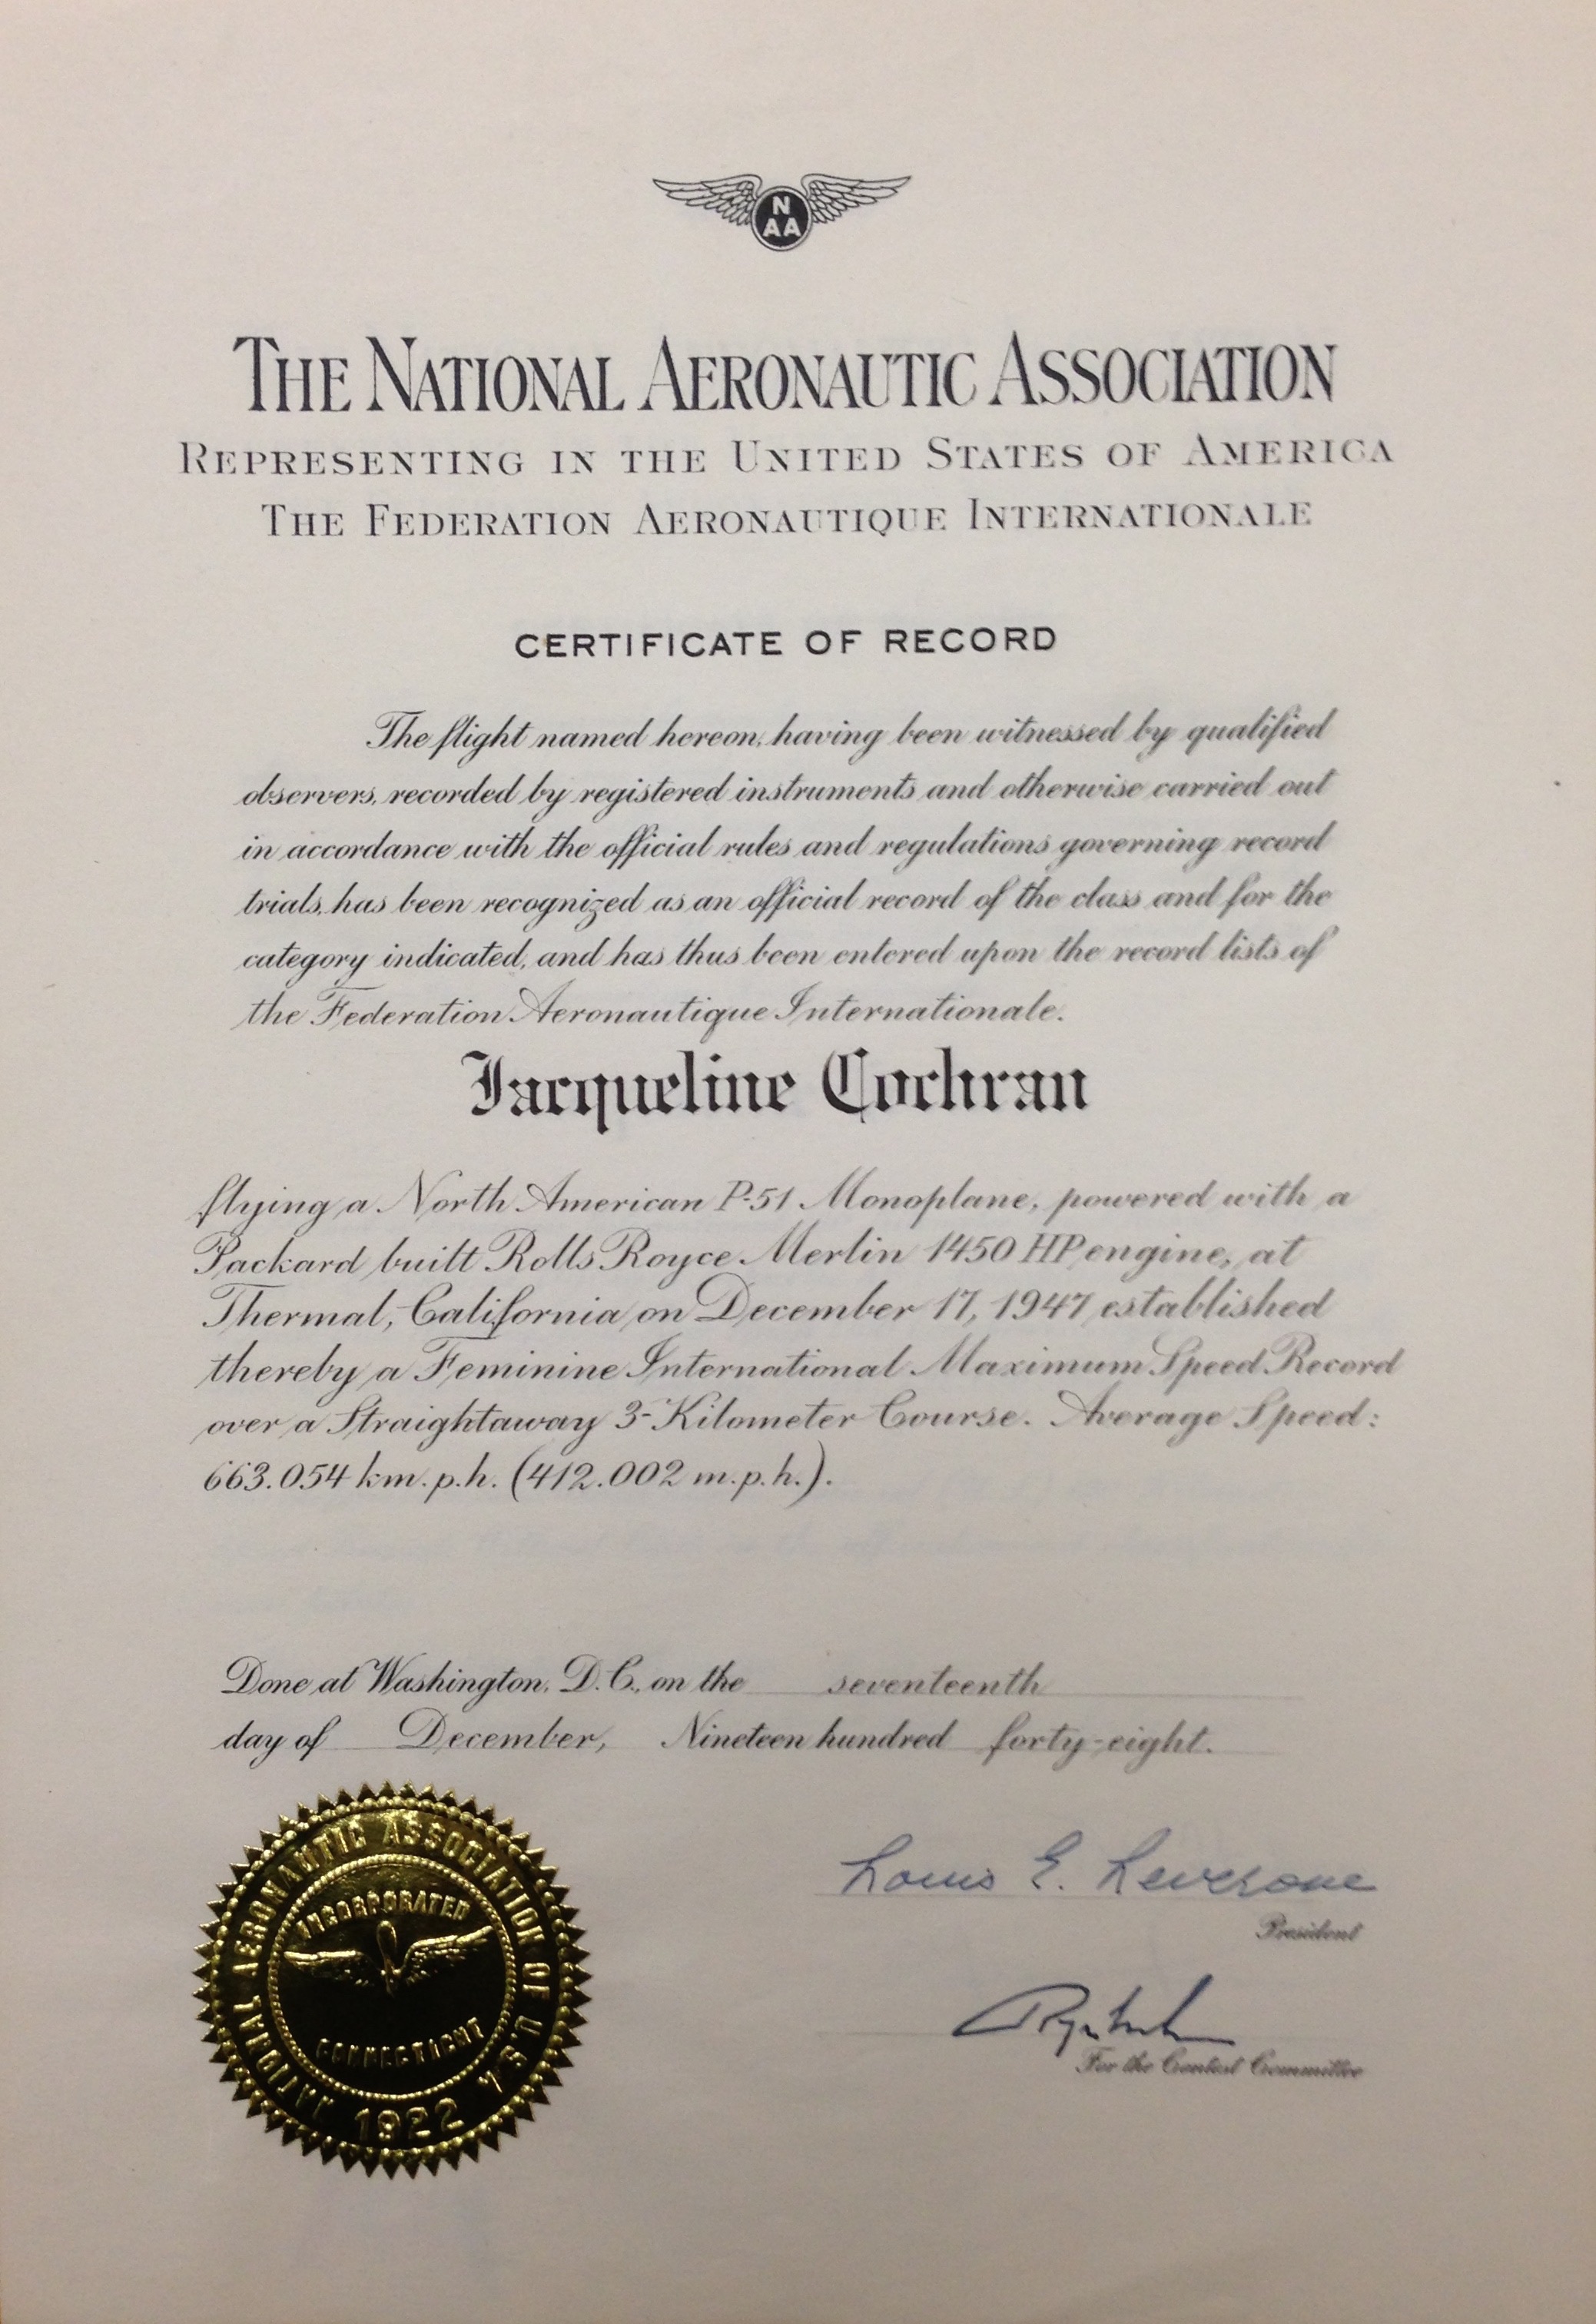 N
AA
THE NATIONAL AERONAUTIC ASSOCIATION
REPRESENTING IN THE UNITED STATES OF AMERICA
THE FEDERATION AERONAUTIQUE INTERNATIONALE
CERTIFICATE OF RECORD
The flight named hereon, having been witnessed by qualified
observers, recorded by registered instruments and otherwise carried out
in accordance with the official rules and regulations governing record
trials, has been recognized as an official record of the class and for the
category indicated, and has thus been entered upon the record lists of
the Federation Aeronautique Internationale.
Jacqueline Cochran
flying a North American P-51 Monoplane, powered with a
Packard built Rolls Royce Merlin 1450 HP engine, at
Thermal, California on December 17, 1947 established
thereby a Feminine International Maximum Speed Record
over a Straightaway 3-Kilometer Course. Average Speed:
663.054 km. p.h. (412.002 m.p.h.).
Done at Washington, D.C., on the seventeenth
day of December, Nineteen hundred forty-eight.
NATIONAL AERONAUTIC ASSOCIATION OF U.S.A.
INCORPORATED
CONNECTICUT
1922
Louis E. Leverone
President
For the Contest Committee